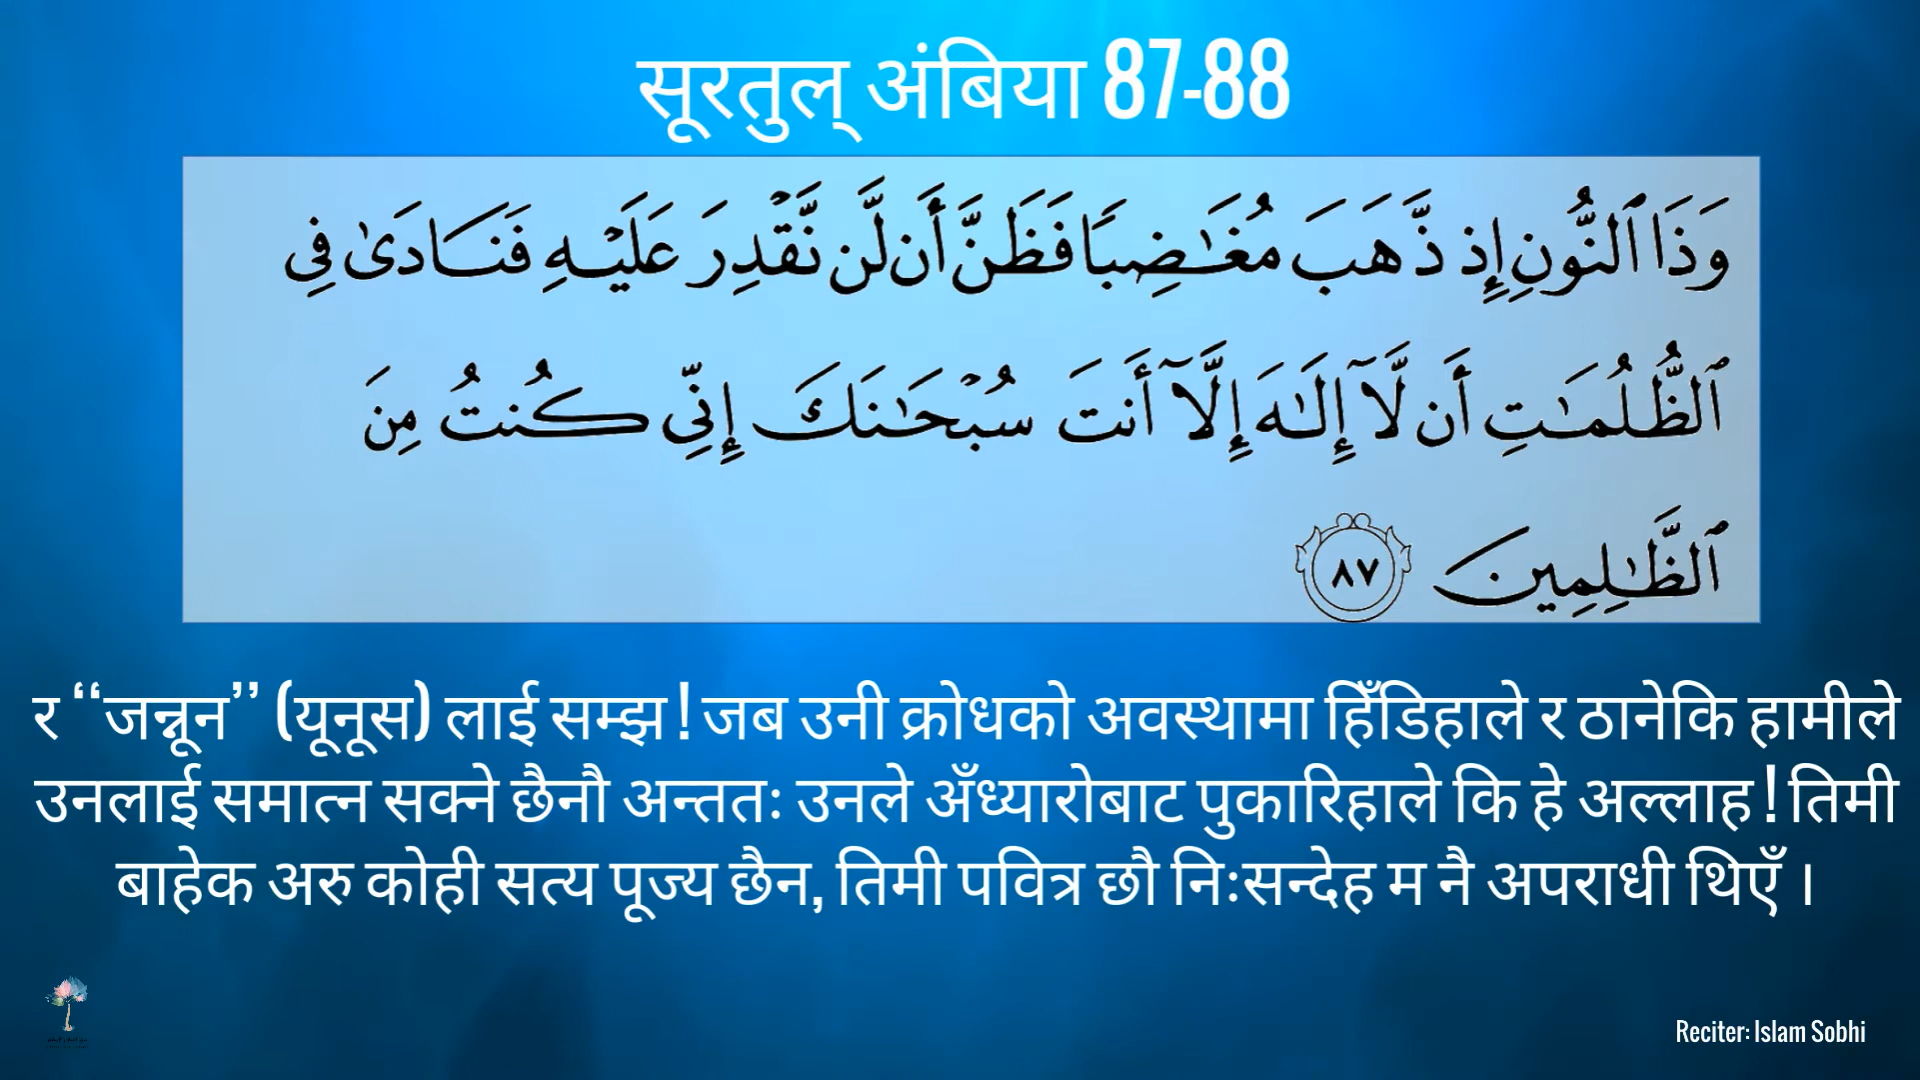 सूरतुल् अंबिया 87-88
وَذَا ٱلنُّونِ إِذ ذَّهَبَ مُغَـٰضِبًا فَظَنَّ أَن لَّن نَّقْدِرَ عَلَيْهِ فَنَادَىٰ فِى
ٱلظُّلُمَـٰتِ أَن لَّآ إِلَـٰهَ إِلَّآ أَنتَ سُبْحَـٰنَكَ إِنِّى كُنتُ مِنَ
ٱلظَّـٰلِمِينَ ٨٧
र “जन्नून” (यूनूस) लाई सम्झ ! जब उनी क्रोधको अवस्थामा हिँडिहाले र ठानेकि हामीले
उनलाई समात्न सक्ने छैनौ अन्ततः उनले अँध्यारोबाट पुकारिहाले कि हे अल्लाह ! तिमी
बाहेक अरु कोही सत्य पूज्य छैन, तिमी पवित्र छौ निःसन्देह म नै अपराधी थिएँ ।
Reciter: Islam Sobhi